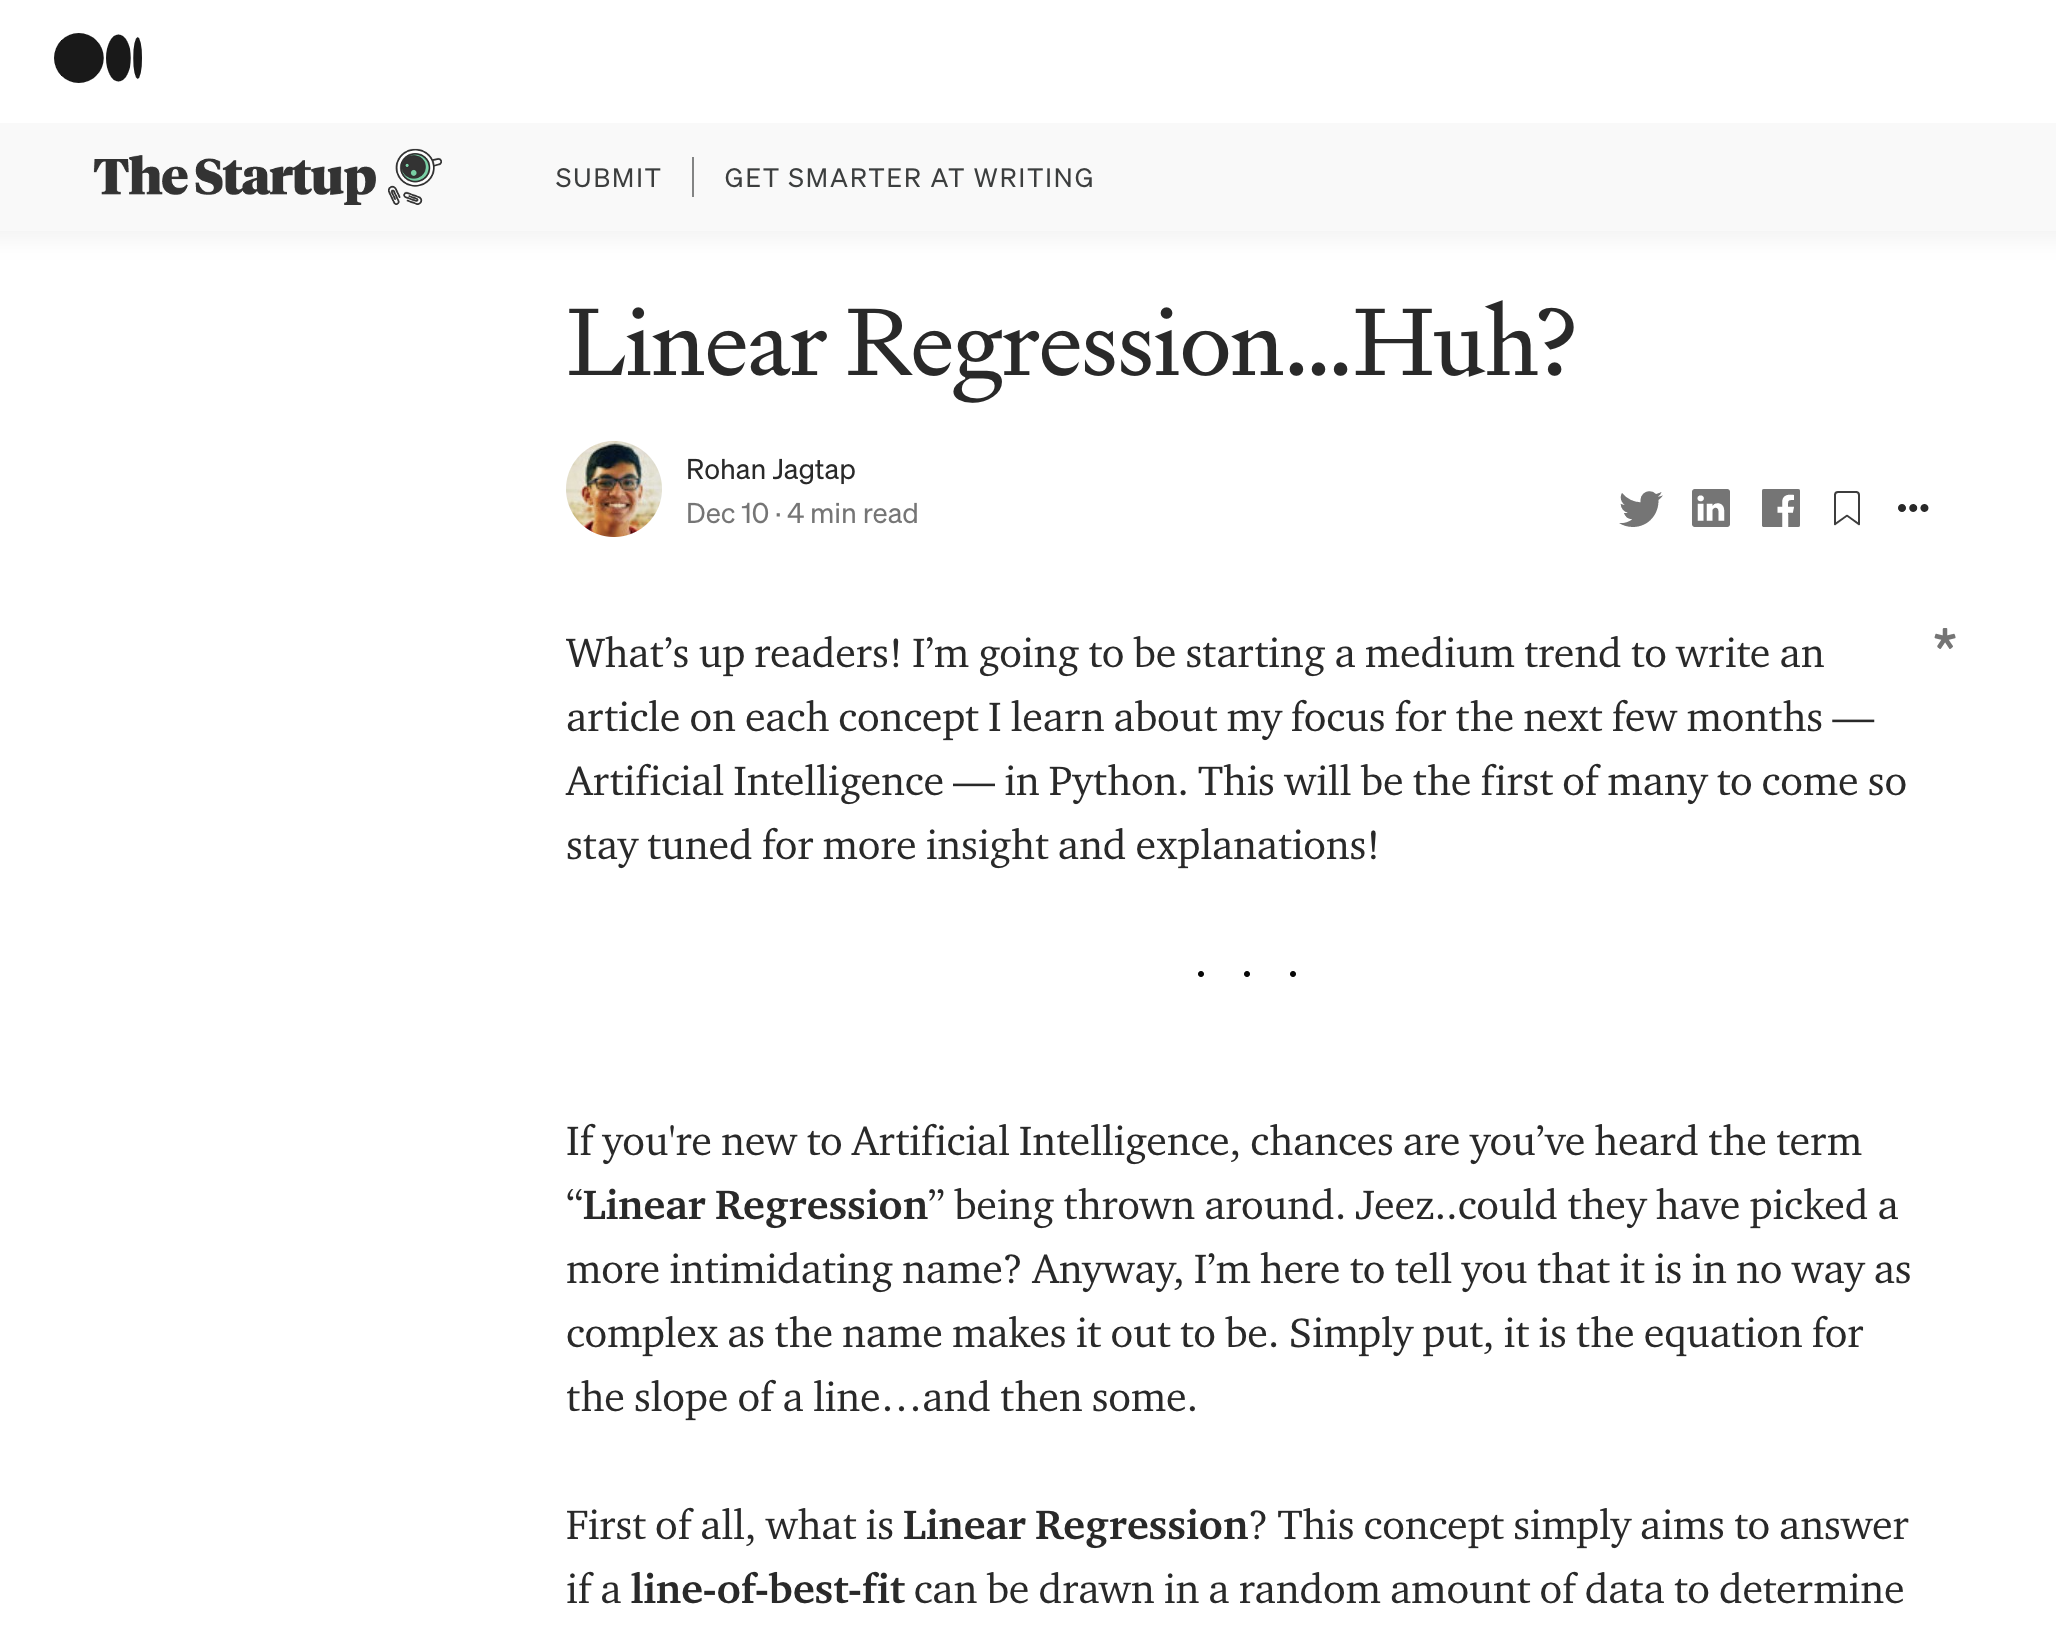 The Startup
SUBMIT
GET SMARTER AT WRITING
Linear Regression...Huh?
Rohan Jagtap
Dec 10 · 4 min read
What’s up readers! I’m going to be starting a medium trend to write an
article on each concept I learn about my focus for the next few months —
Artificial Intelligence — in Python. This will be the first of many to come so
stay tuned for more insight and explanations!
*
. . .
If you're new to Artificial Intelligence, chances are you’ve heard the term
“Linear Regression” being thrown around. Jeez..could they have picked a
more intimidating name? Anyway, I’m here to tell you that it is in no way as
complex as the name makes it out to be. Simply put, it is the equation for
the slope of a line…and then some.
First of all, what is Linear Regression? This concept simply aims to answer
if a line-of-best-fit can be drawn in a random amount of data to determine